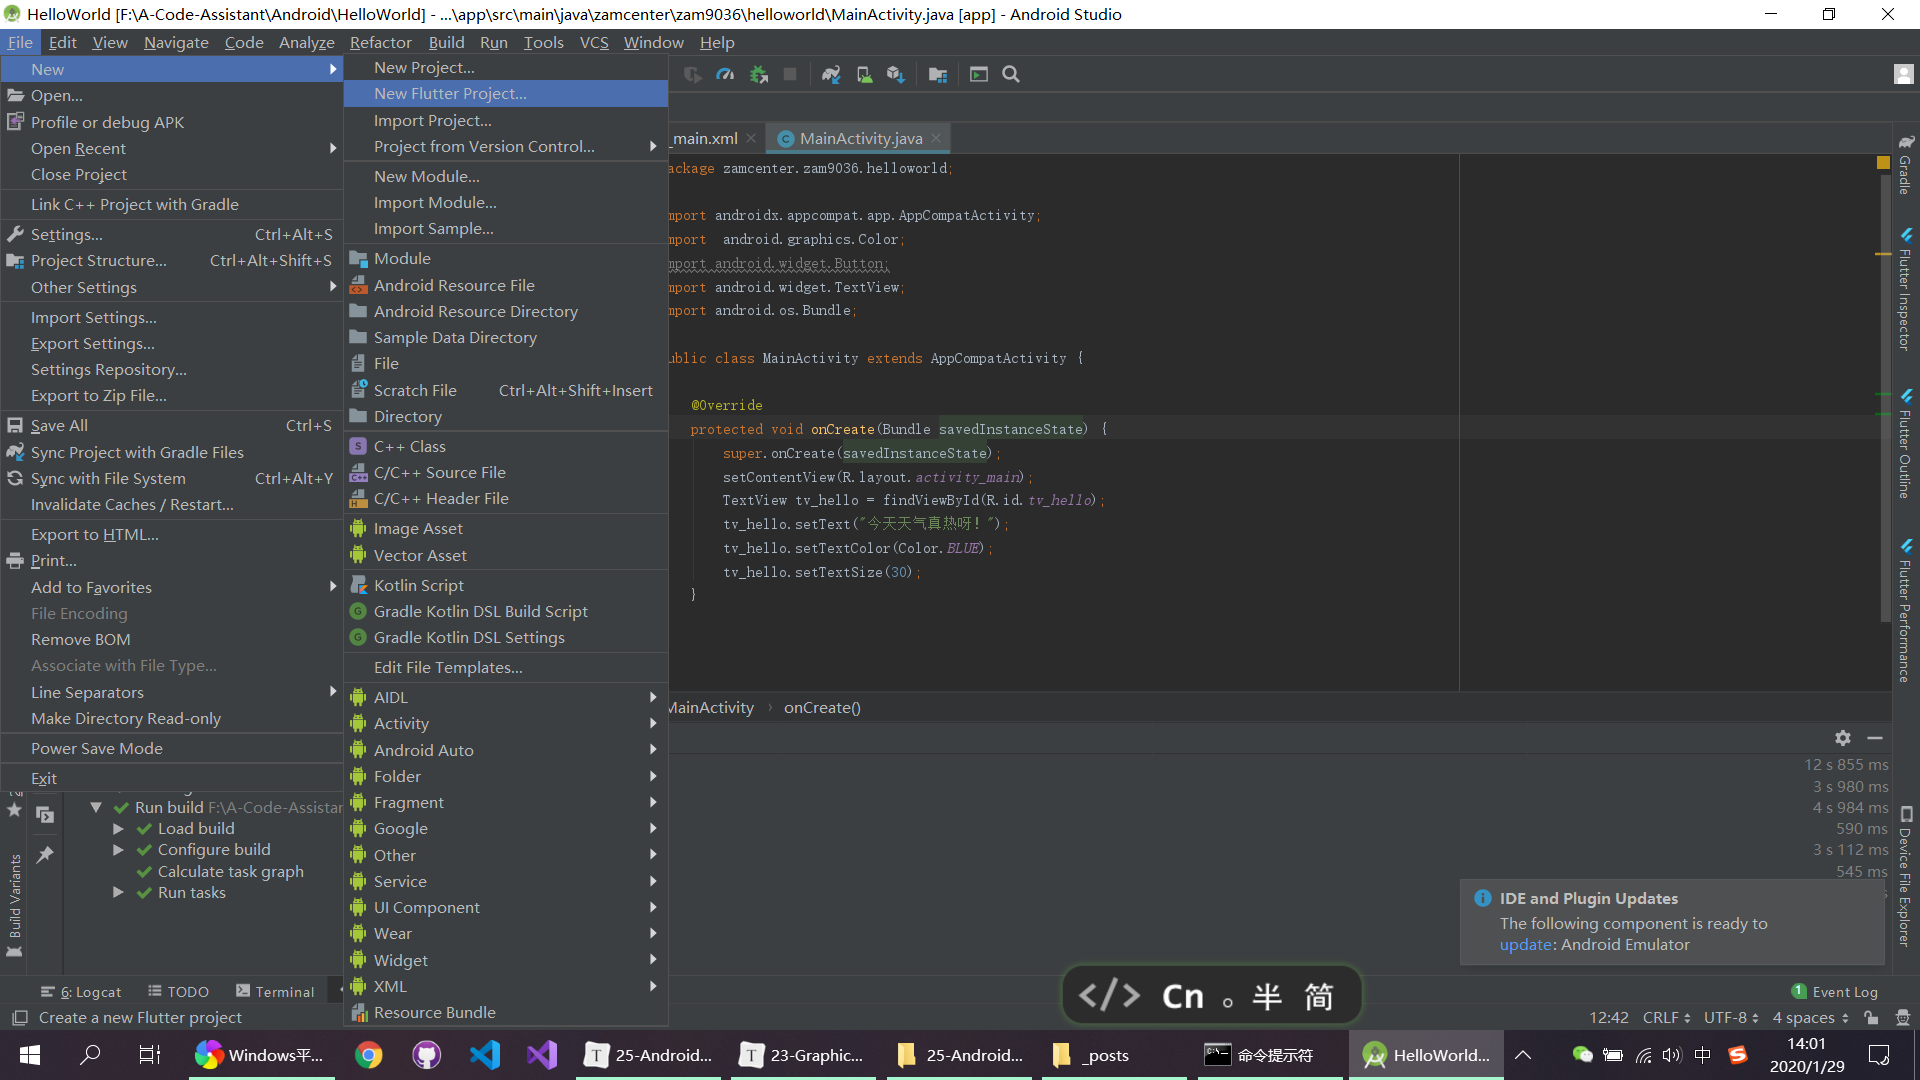 HelloWorld [F:\A-Code-Assistant\Android\HelloWorld] - ...\app\src\main\java\zamcenter\zam9036\helloworld\MainActivity.java [app] - Android Studio
File Edit View Navigate Code Analyze Refactor Build Run Tools VCS Window Help
New
Open...
Profile or debug APK
Open Recent
Close Project
Link C++ Project with Gradle
Settings... Ctrl+Alt+S
Project Structure... Ctrl+Alt+Shift+S
Other Settings
Import Settings...
Export Settings...
Settings Repository...
Export to Zip File...
Save All Ctrl+S
Sync Project with Gradle Files
Sync with File System Ctrl+Alt+Y
Invalidate Caches / Restart...
Export to HTML...
Print...
Add to Favorites
File Encoding
Remove BOM
Associate with File Type...
Line Separators
Make Directory Read-only
Power Save Mode
Exit
New Project...
New Flutter Project...
Import Project...
Project from Version Control...
New Module...
Import Module...
Import Sample...
Module
Android Resource File
Android Resource Directory
Sample Data Directory
File
Scratch File Ctrl+Alt+Shift+Insert
Directory
C++ Class
C/C++ Source File
C/C++ Header File
Image Asset
Vector Asset
Kotlin Script
Gradle Kotlin DSL Build Script
Gradle Kotlin DSL Settings
Edit File Templates...
AIDL
Activity
Android Auto
Folder
Fragment
Google
Other
Service
UI Component
Wear
Widget
XML
Resource Bundle
_main.xml MainActivity.java
ackage zamcenter.zam9036.helloworld;
mport androidx.appcompat.app.AppCompatActivity;
mport  android.graphics.Color;
mport android.widget.Button;
mport android.widget.TextView;
mport android.os.Bundle;
ublic class MainActivity extends AppCompatActivity {
@Override
protected void onCreate(Bundle savedInstanceState) {
super.onCreate(savedInstanceState);
setContentView(R.layout.activity_main);
TextView tv_hello = findViewById(R.id.tv_hello);
tv_hello.setText("今天天气真热呀！");
tv_hello.setTextColor(Color.BLUE);
tv_hello.setTextSize(30);
}
MainActivity › onCreate()
Gradle
Flutter Inspector
Flutter Outline
Flutter Performance
Device File Explorer
Build Variants
Run build F:\A-Code-Assistan
Load build
Configure build
Calculate task graph
Run tasks
12 s 855 ms
3 s 980 ms
4 s 984 ms
590 ms
3 s 112 ms
545 ms
IDE and Plugin Updates
The following component is ready to
update: Android Emulator
</> Cn 。半 简
6: Logcat TODO Terminal
1 Event Log
Create a new Flutter project
12:42 CRLF UTF-8 4 spaces
Windows平... 25-Android... 23-Graphic... 25-Android... _posts 命令提示符 HelloWorld...
中
14:01
2020/1/29